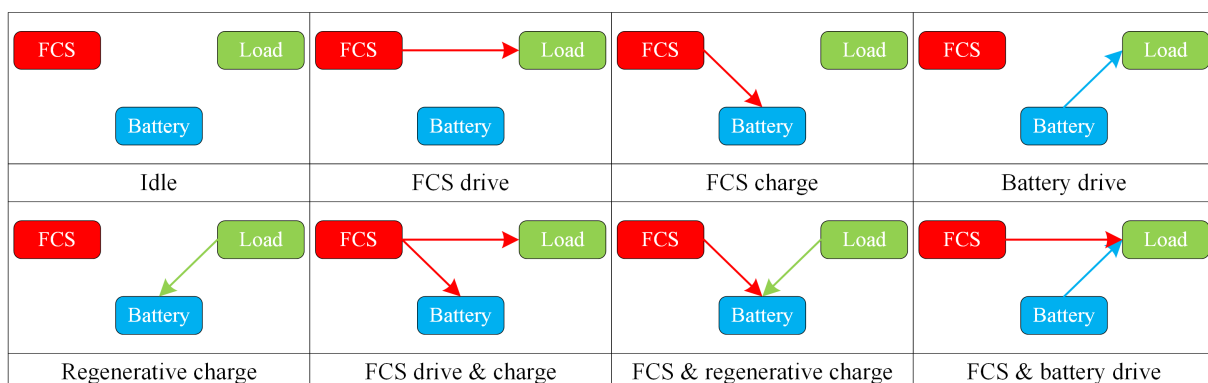 FCS Load FCS Load FCS Load FCS Load
Battery Battery Battery Battery
Idle FCS drive FCS charge Battery drive
FCS Load FCS Load FCS Load FCS Load
Battery Battery Battery Battery
Regenerative charge FCS drive & charge FCS & regenerative charge FCS & battery drive